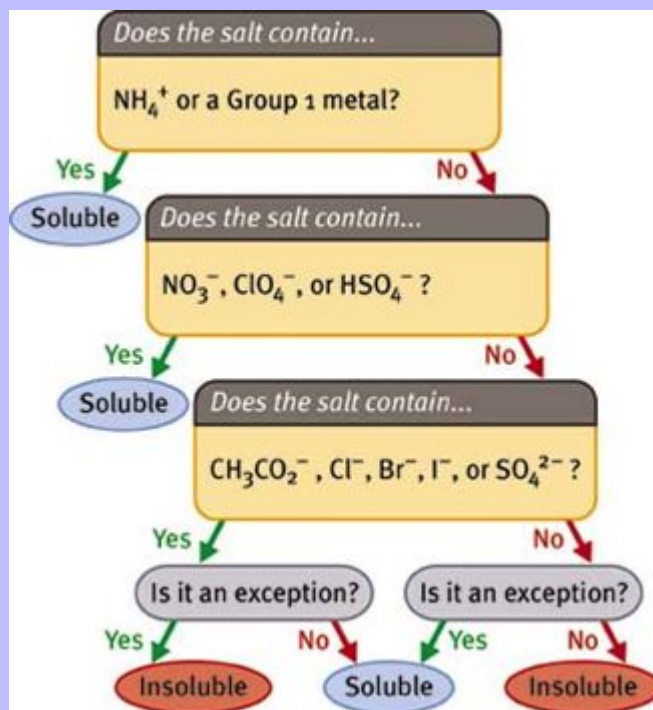 Does the salt contain...
NH₄⁺ or a Group 1 metal?
Yes
No
Soluble
Does the salt contain...
NO₃⁻, ClO₄⁻, or HSO₄⁻ ?
Yes
No
Soluble
Does the salt contain...
CH₃CO₂⁻ , Cl⁻, Br⁻, I⁻, or SO₄²⁻ ?
Yes
No
Is it an exception?
Is it an exception?
Yes
No
Yes
No
Insoluble
Soluble
Insoluble